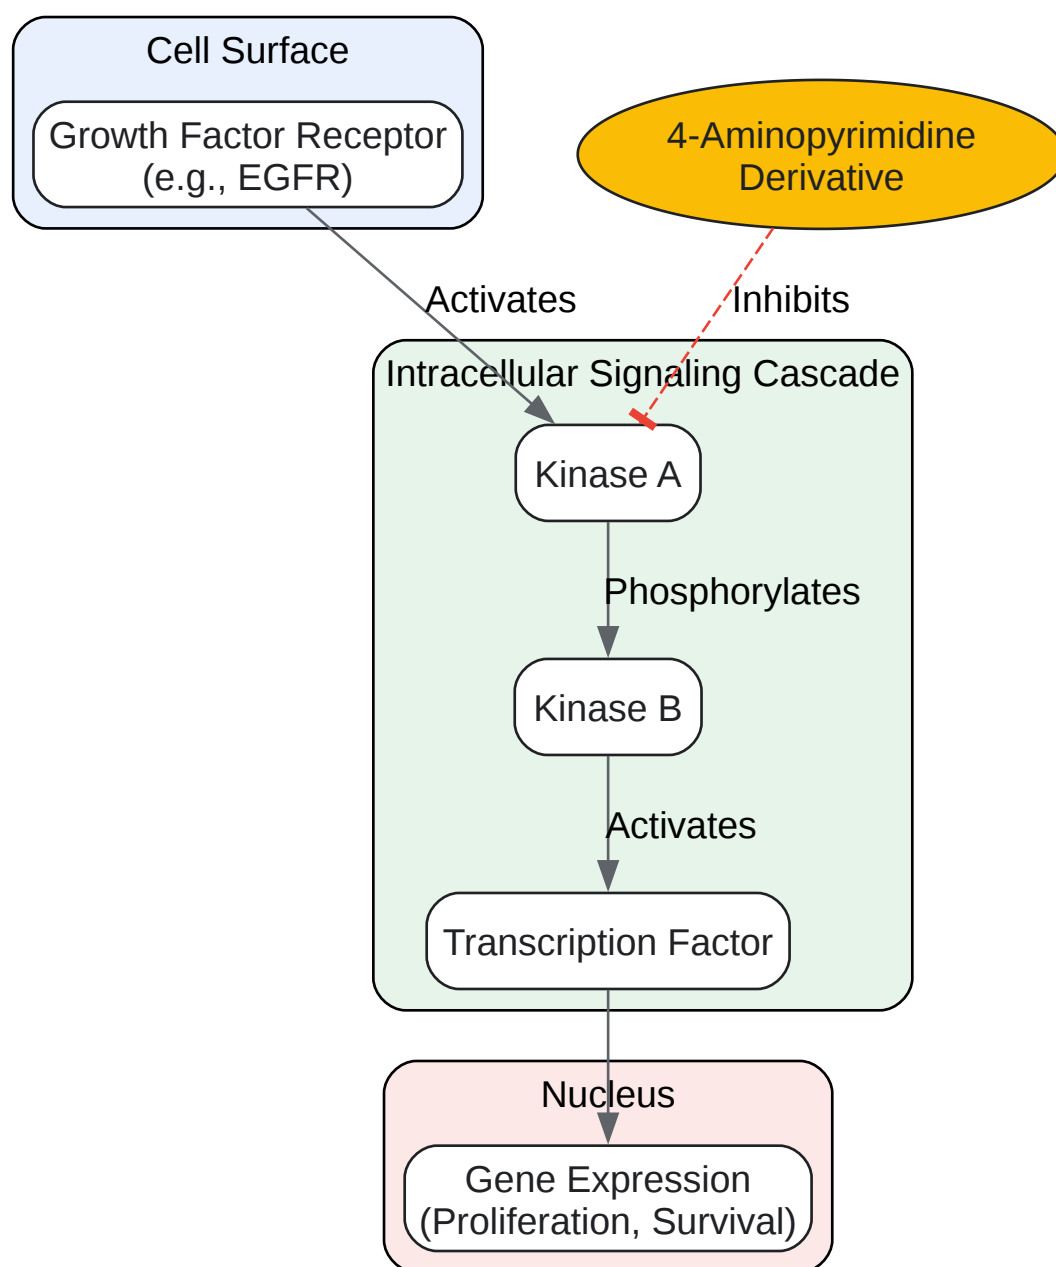 Cell Surface
Growth Factor Receptor
(e.g., EGFR)
4-Aminopyrimidine
Derivative
Activates
Inhibits
Intracellular Signaling Cascade
Kinase A
Phosphorylates
Kinase B
Activates
Transcription Factor
Nucleus
Gene Expression
(Proliferation, Survival)